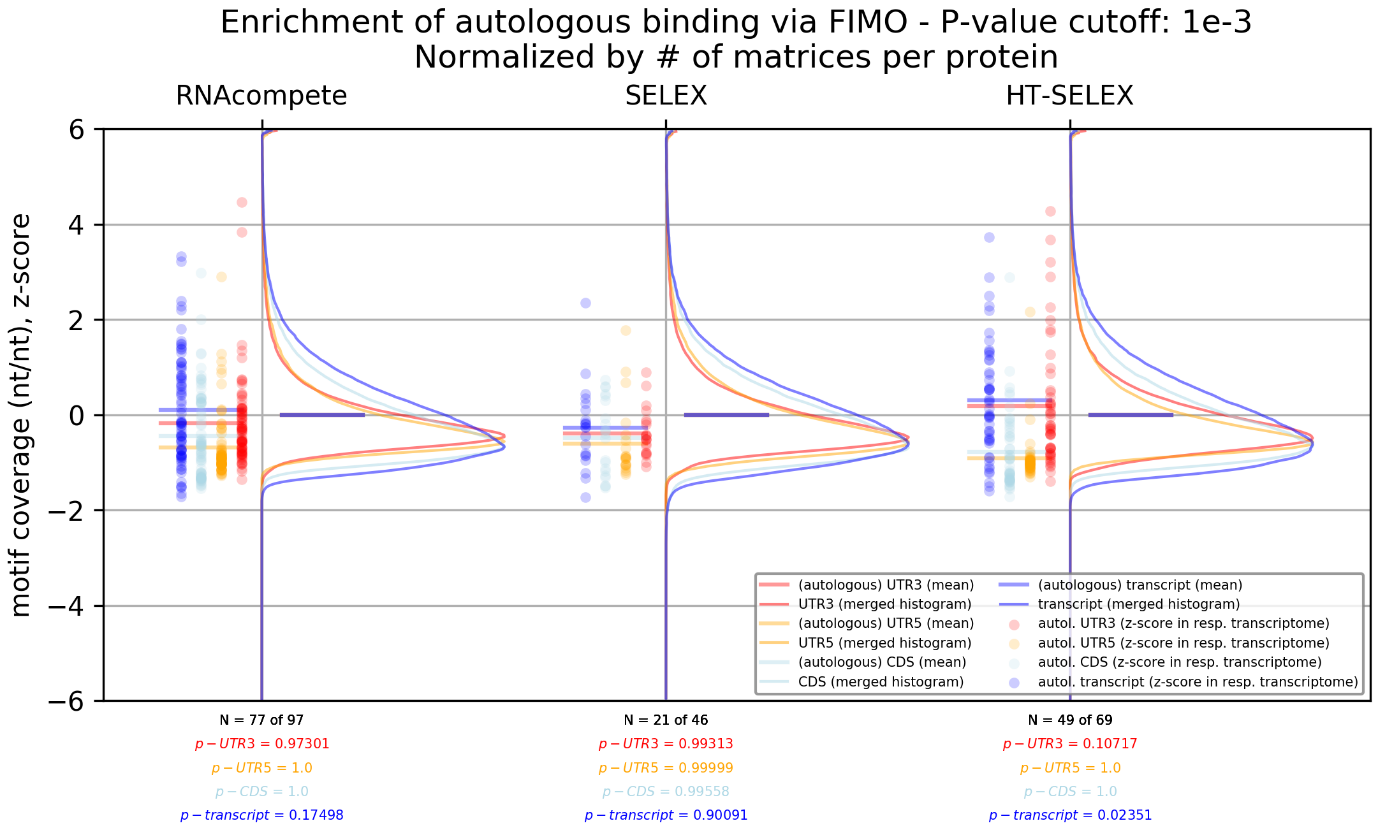 Enrichment of autologous binding via FIMO - P-value cutoff: 1e-3
Normalized by # of matrices per protein
RNAcompete SELEX HT-SELEX
motif coverage (nt/nt), z-score
6
4
2
0
−2
−4
−6
(autologous) UTR3 (mean)
UTR3 (merged histogram)
(autologous) UTR5 (mean)
UTR5 (merged histogram)
(autologous) CDS (mean)
CDS (merged histogram)
(autologous) transcript (mean)
transcript (merged histogram)
autol. UTR3 (z-score in resp. transcriptome)
autol. UTR5 (z-score in resp. transcriptome)
autol. CDS (z-score in resp. transcriptome)
autol. transcript (z-score in resp. transcriptome)
N = 77 of 97
p − UTR3 = 0.97301
p − UTR5 = 1.0
p − CDS = 1.0
p − transcript = 0.17498
N = 21 of 46
p − UTR3 = 0.99313
p − UTR5 = 0.99999
p − CDS = 0.99558
p − transcript = 0.90091
N = 49 of 69
p − UTR3 = 0.10717
p − UTR5 = 1.0
p − CDS = 1.0
p − transcript = 0.02351